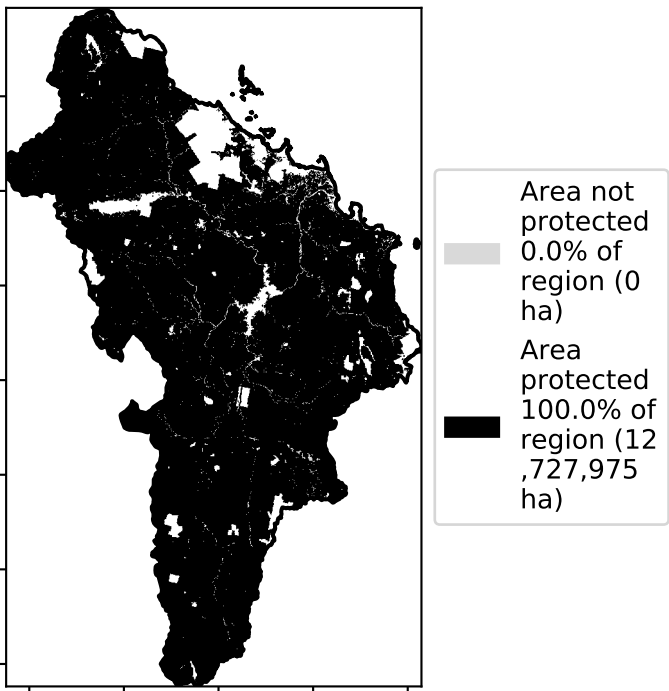 Area not
protected
0.0% of
region (0
ha)
Area
protected
100.0% of
region (12
,727,975
ha)